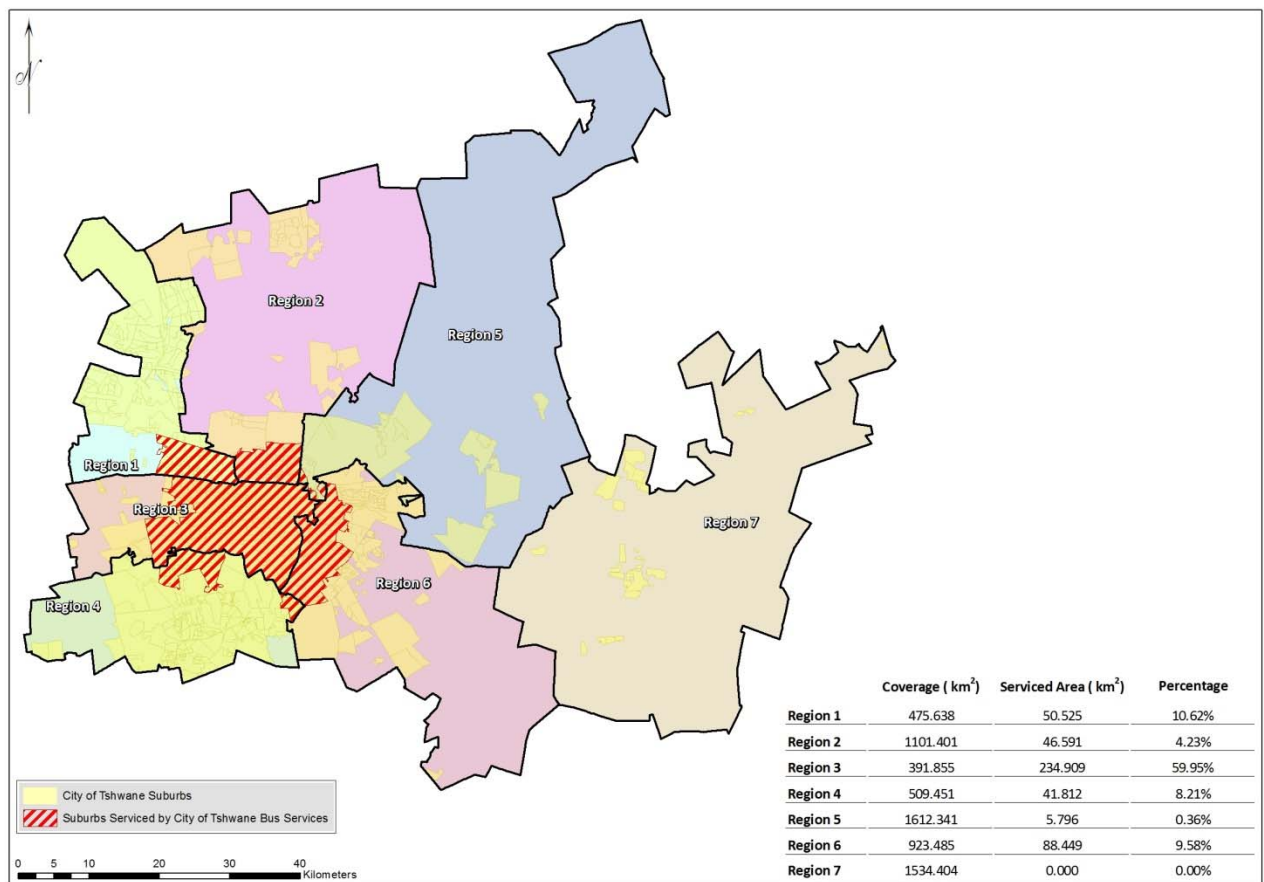 N
Region 2
Region 5
Region 1
Region 3
Region 7
Region 6
Region 4
Coverage ( km²) Serviced Area ( km²) Percentage
Region 1 475.638 50.525 10.62%
Region 2 1101.401 46.591 4.23%
Region 3 391.855 234.909 59.95%
Region 4 509.451 41.812 8.21%
Region 5 1612.341 5.796 0.36%
Region 6 923.485 88.449 9.58%
Region 7 1534.404 0.000 0.00%
City of Tshwane Suburbs
Suburbs Serviced by City of Tshwane Bus Services
0 5 10 20 30 40
Kilometers